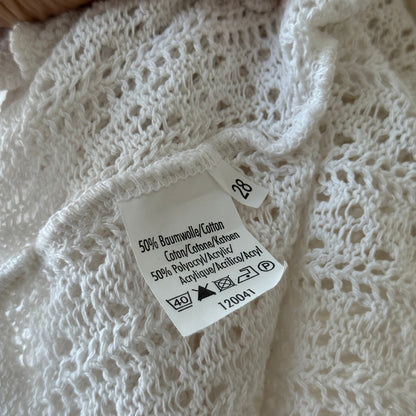 28
50% Baumwolle/Cotton
Coton/Cotone/Katoen
50% Polyacryl/Acrylic/
Acrylique/Acrilico/Acryl
40 P
120041